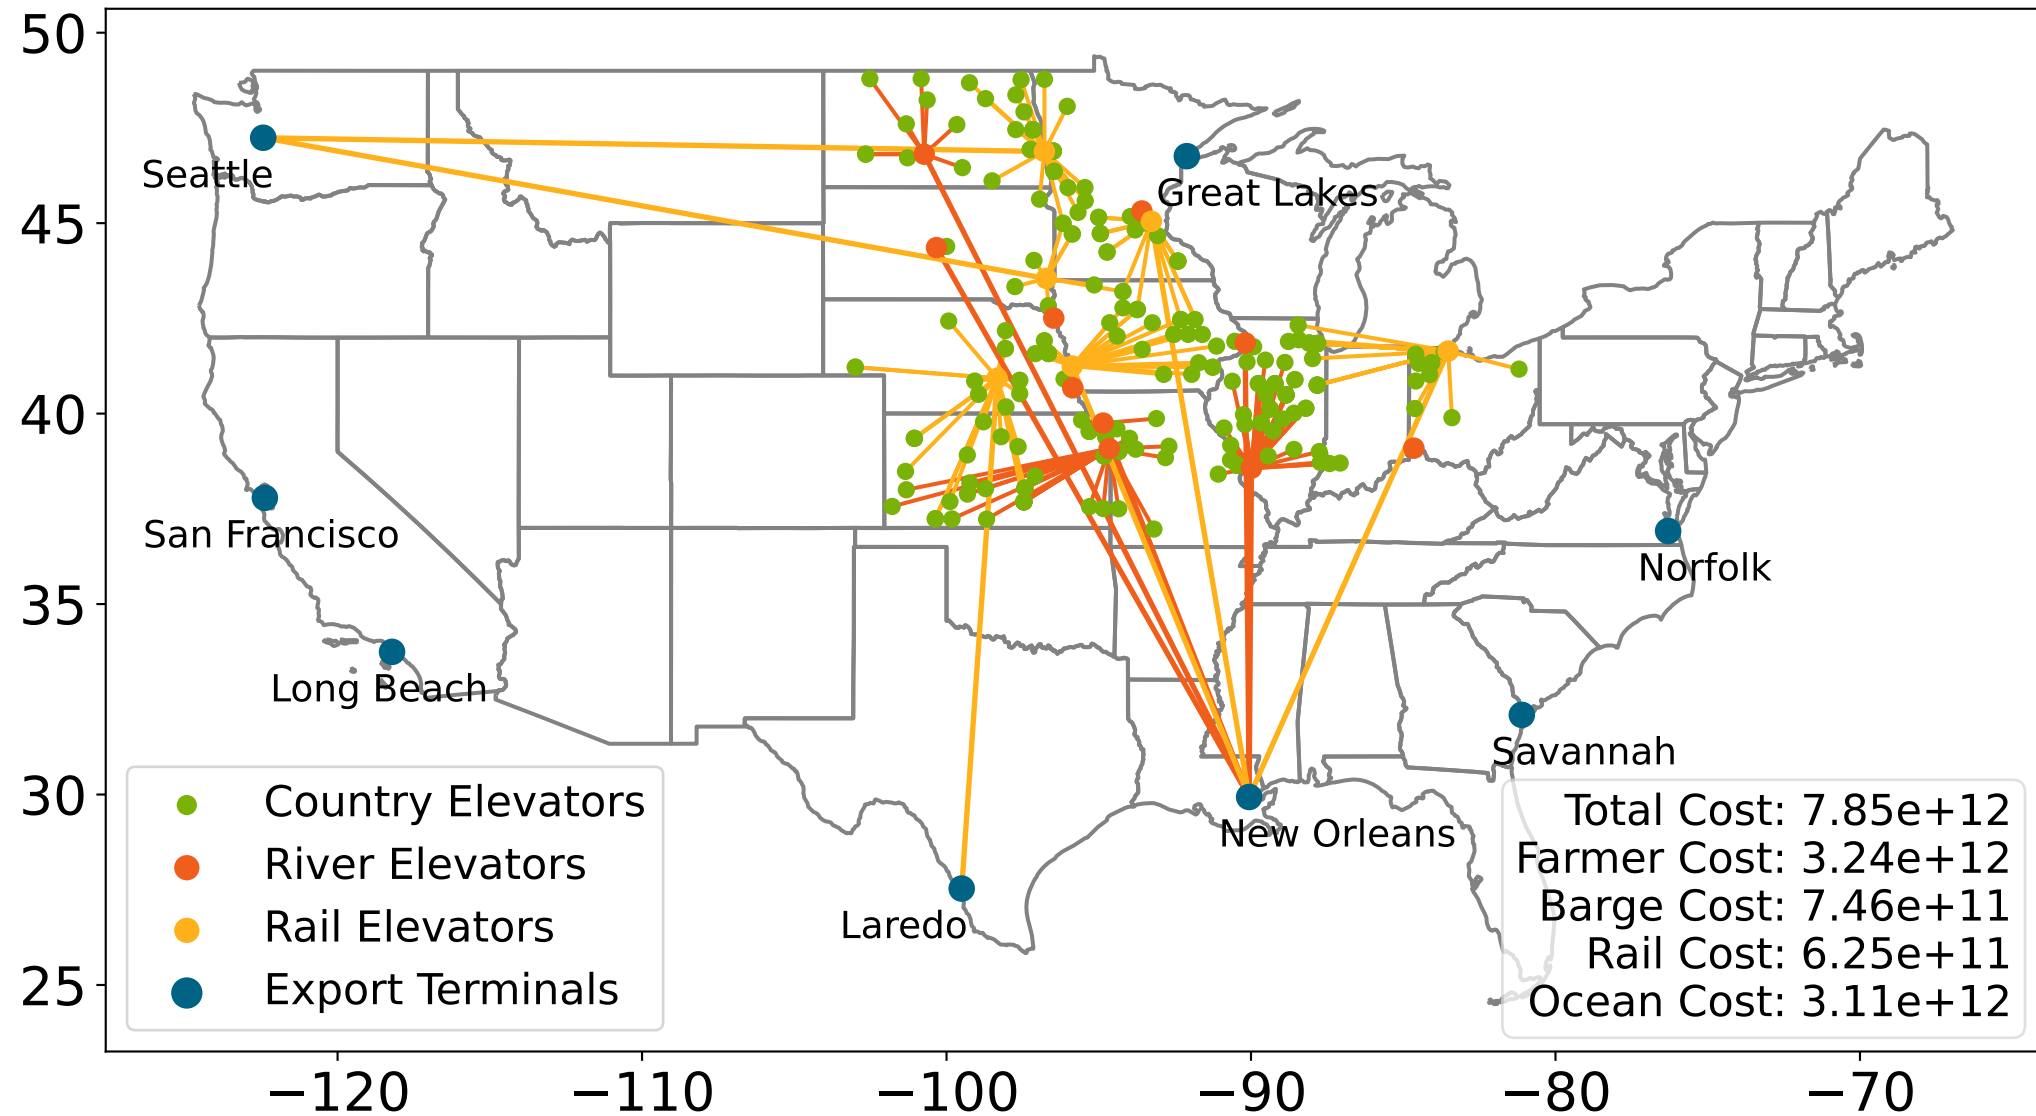 50
45
40
35
30
25
Seattle
Great Lakes
San Francisco
Norfolk
Long Beach
Savannah
New Orleans
Laredo
Country Elevators
River Elevators
Rail Elevators
Export Terminals
Total Cost: 7.85e+12
Farmer Cost: 3.24e+12
Barge Cost: 7.46e+11
Rail Cost: 6.25e+11
Ocean Cost: 3.11e+12
−120
−110
−100
−90
−80
−70